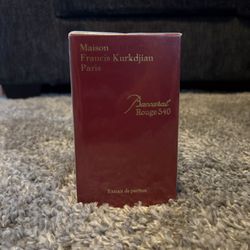 Maison
Francis Kurkdjian
Paris
Baccarat
Rouge 540
Extrait de parfum